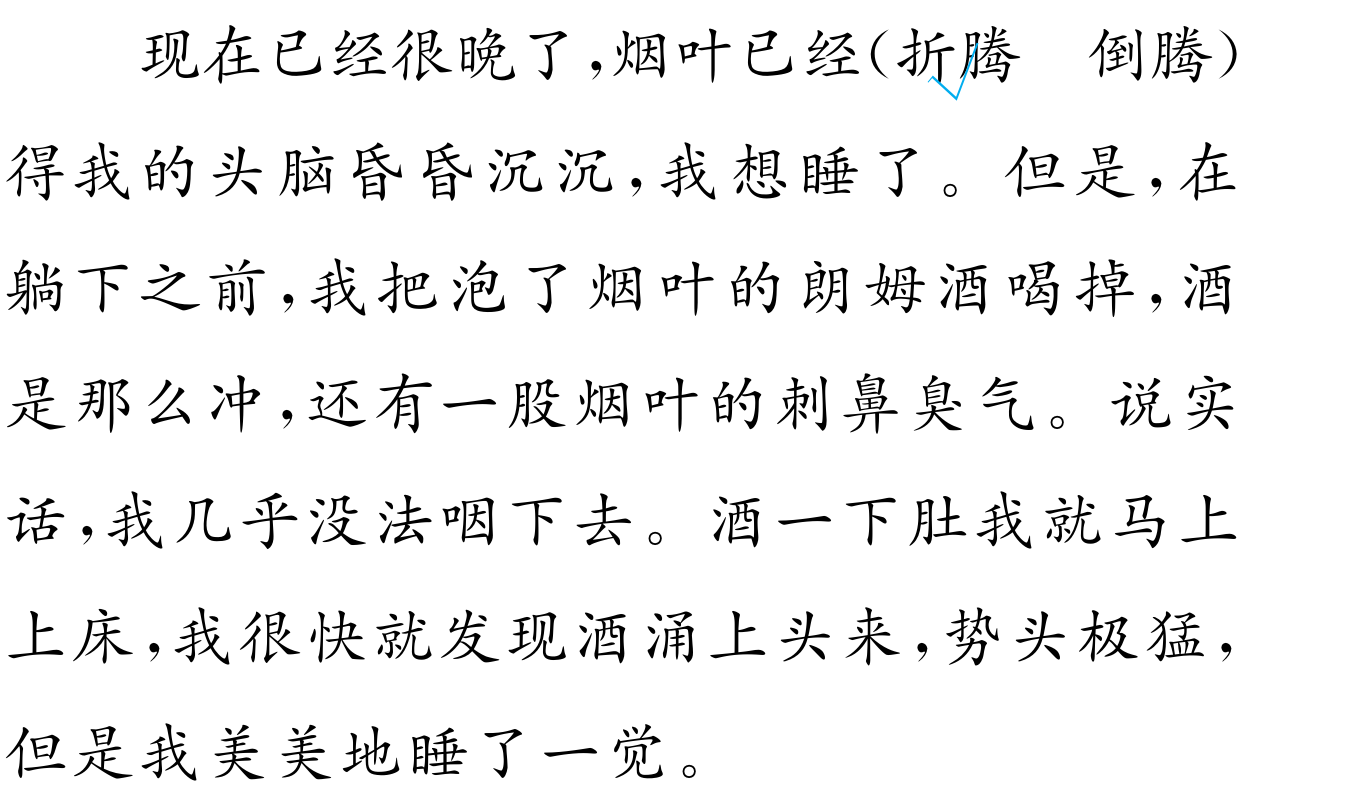 现在已经很晚了,烟叶已经(折腾　倒腾)
得我的头脑昏昏沉沉,我想睡了。但是,在
躺下之前,我把泡了烟叶的朗姆酒喝掉,酒
是那么冲,还有一股烟叶的刺鼻臭气。说实
话,我几乎没法咽下去。酒一下肚我就马上
上床,我很快就发现酒涌上头来,势头极猛,
但是我美美地睡了一觉。